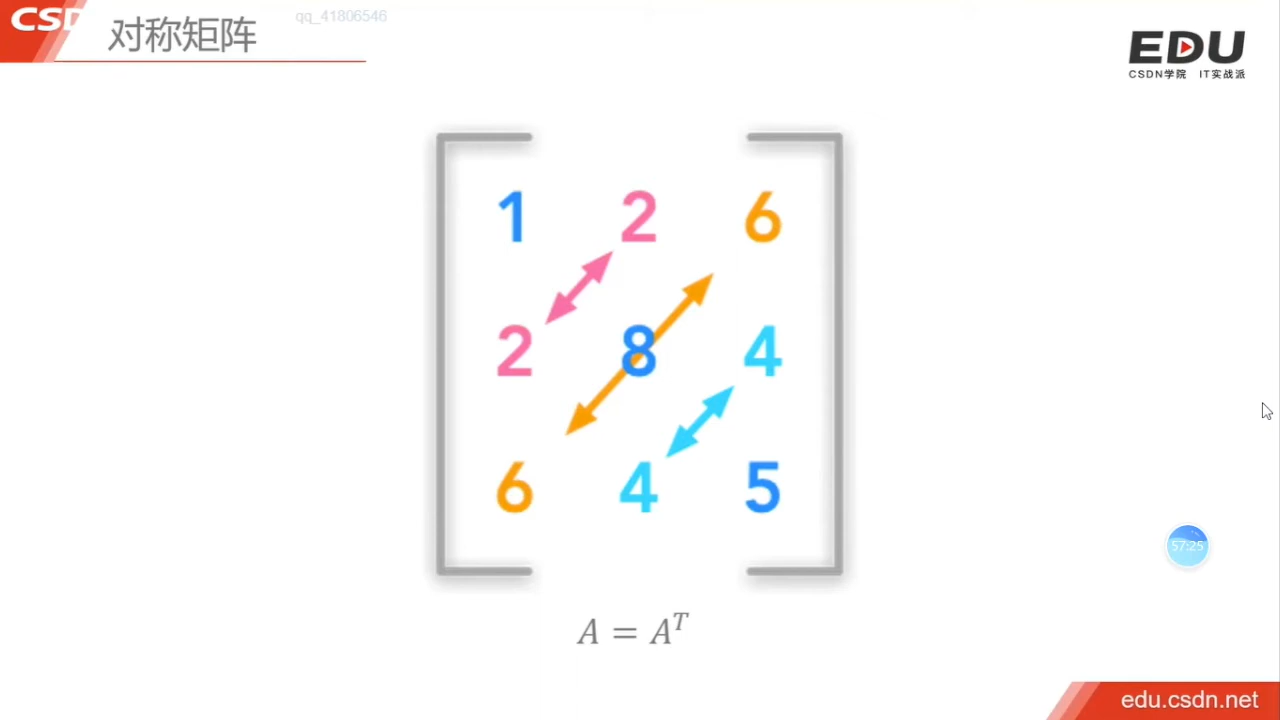 CSD
qq_41806546
对称矩阵
EDU
CSDN学院 IT实战派
1 2 6
2 8 4
6 4 5
57:25
A = A^T
edu.csdn.net